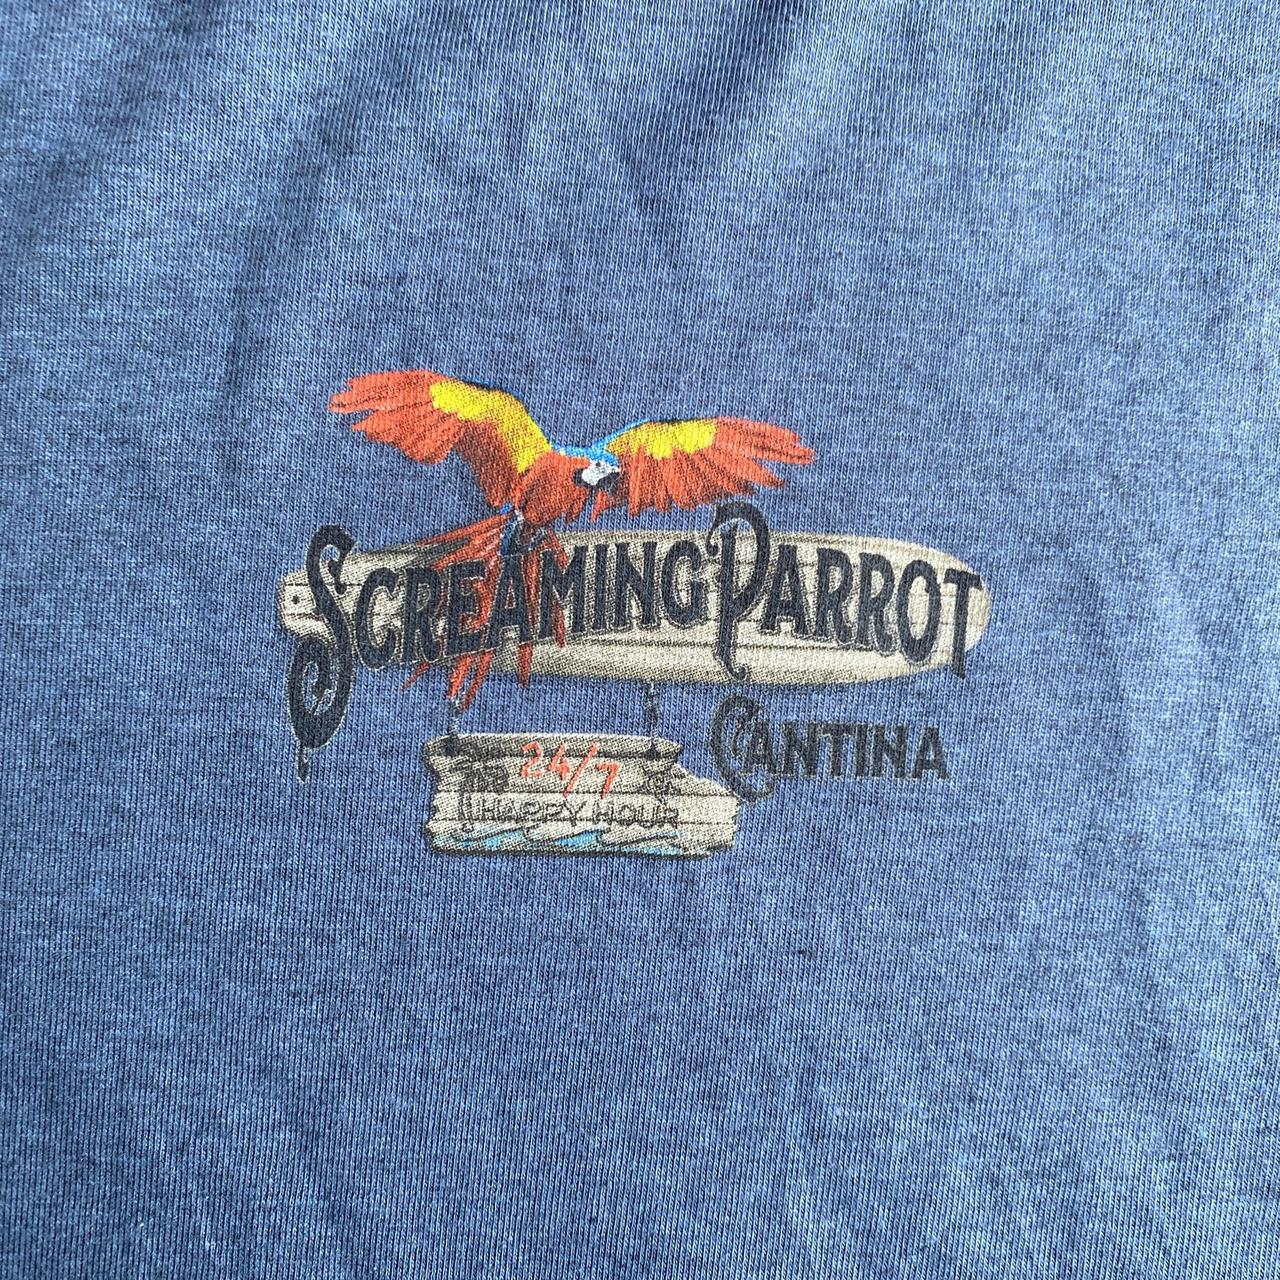 SCREAMING PARROT
CANTINA
24/7
HAPPY HOUR